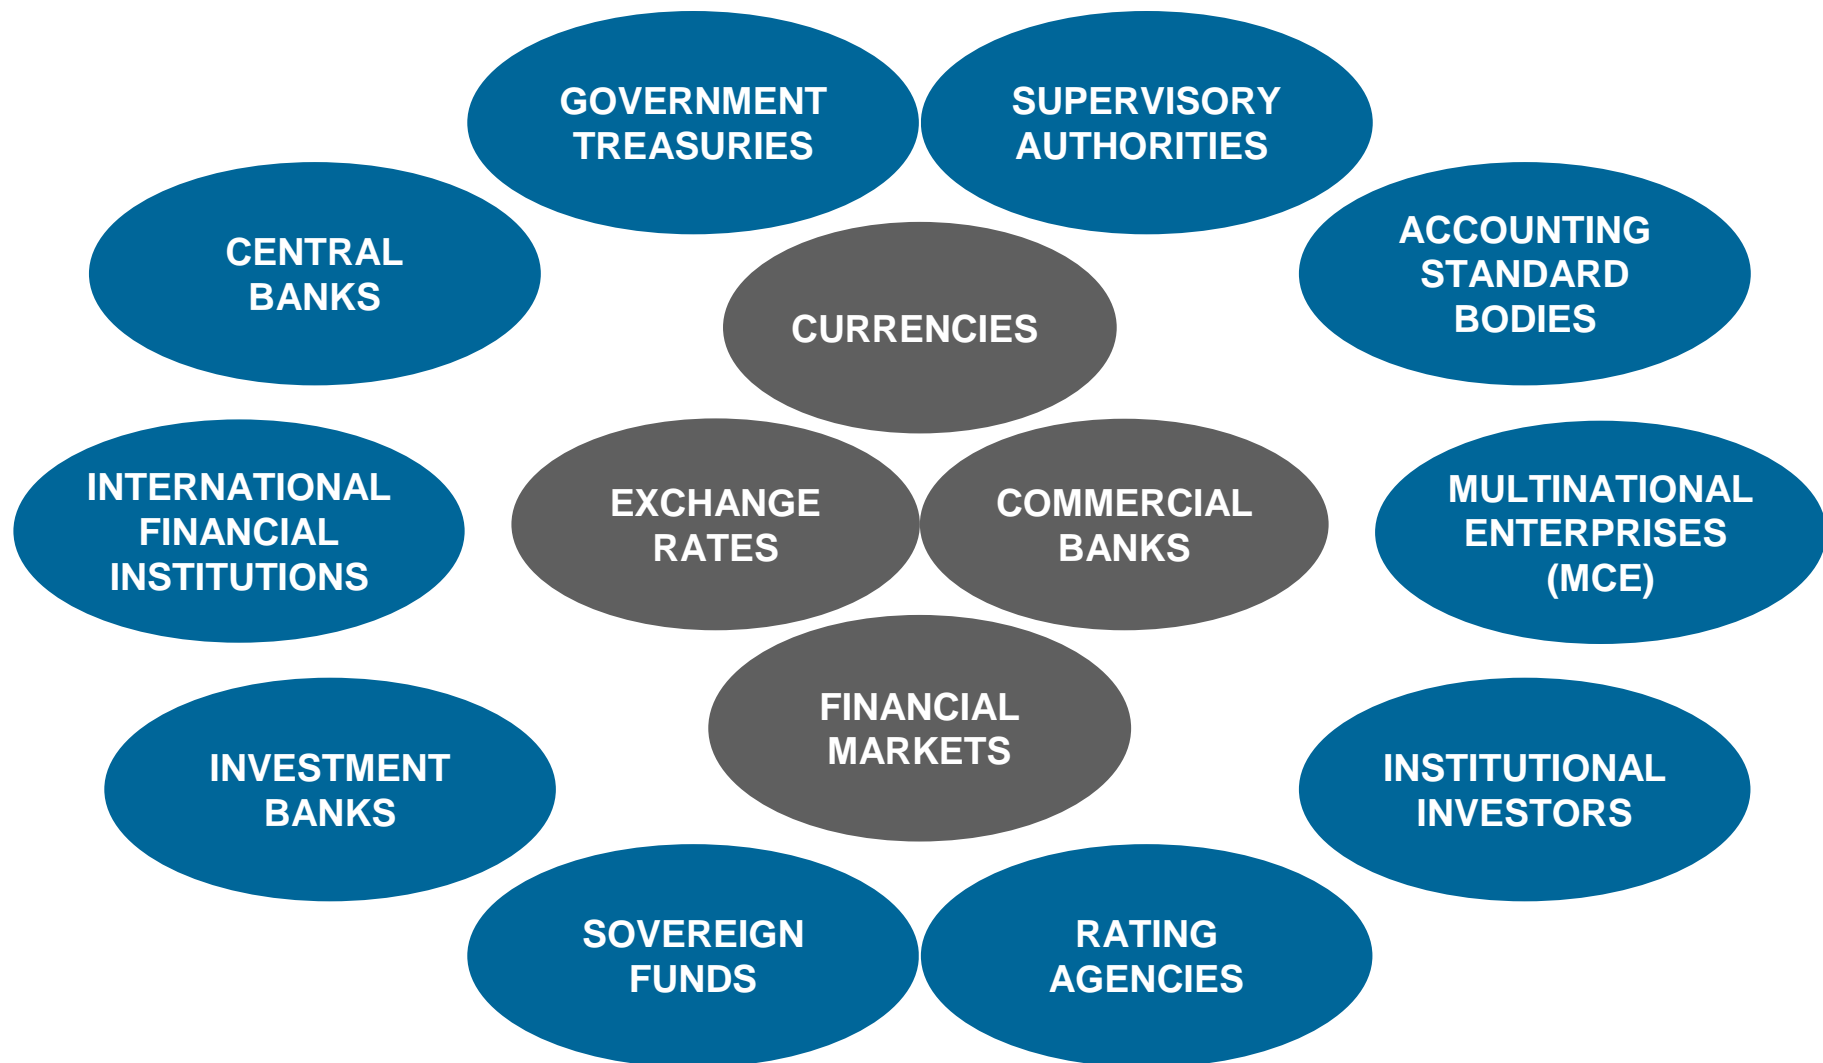 GOVERNMENT
TREASURIES
SUPERVISORY
AUTHORITIES
CENTRAL
BANKS
ACCOUNTING
STANDARD
BODIES
CURRENCIES
INTERNATIONAL
FINANCIAL
INSTITUTIONS
EXCHANGE
RATES
COMMERCIAL
BANKS
MULTINATIONAL
ENTERPRISES
(MCE)
FINANCIAL
MARKETS
INVESTMENT
BANKS
INSTITUTIONAL
INVESTORS
SOVEREIGN
FUNDS
RATING
AGENCIES